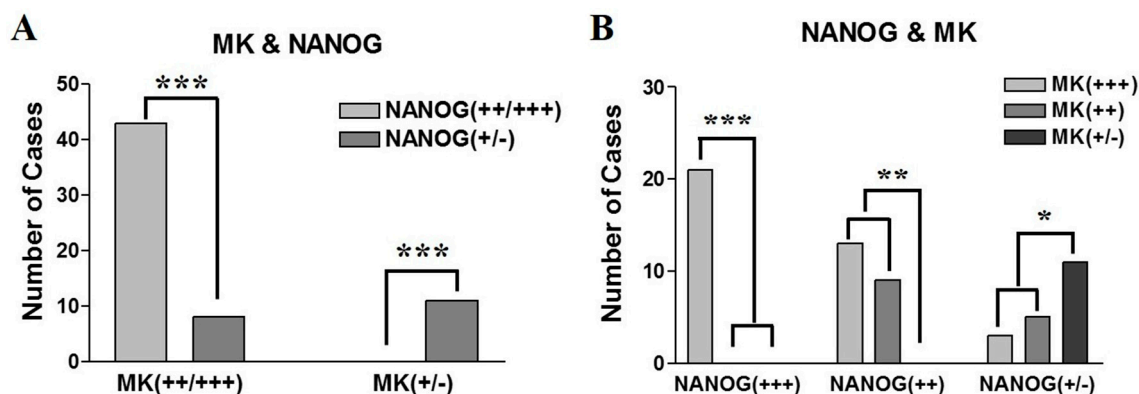 A
MK & NANOG
Number of Cases
50
40
30
20
10
0
***
***
NANOG(++/+++)
NANOG(+/-)
MK(++/+++)
MK(+/-)
B
NANOG & MK
Number of Cases
30
20
10
0
***
**
*
MK(+++)
MK(++)
MK(+/-)
NANOG(+++)
NANOG(++)
NANOG(+/-)